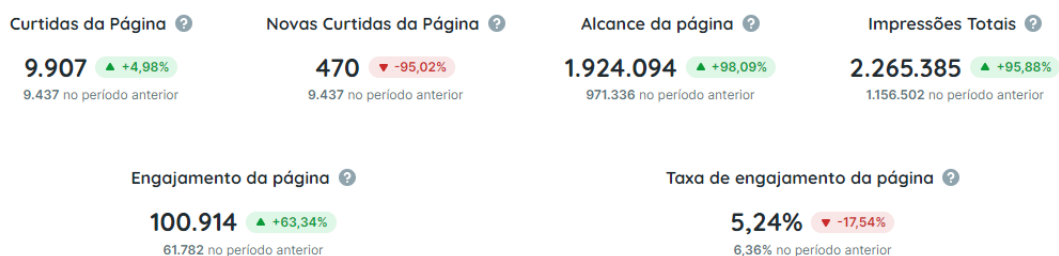 Curtidas da Página ?
Novas Curtidas da Página ?
Alcance da página ?
Impressões Totais ?
9.907 ▲ +4,98%
470 ▼ -95,02%
1.924.094 ▲ +98,09%
2.265.385 ▲ +95,88%
9.437 no período anterior
9.437 no período anterior
971.336 no período anterior
1.156.502 no período anterior
Engajamento da página ?
Taxa de engajamento da página ?
100.914 ▲ +63,34%
5,24% ▼ -17,54%
61.782 no período anterior
6,36% no período anterior